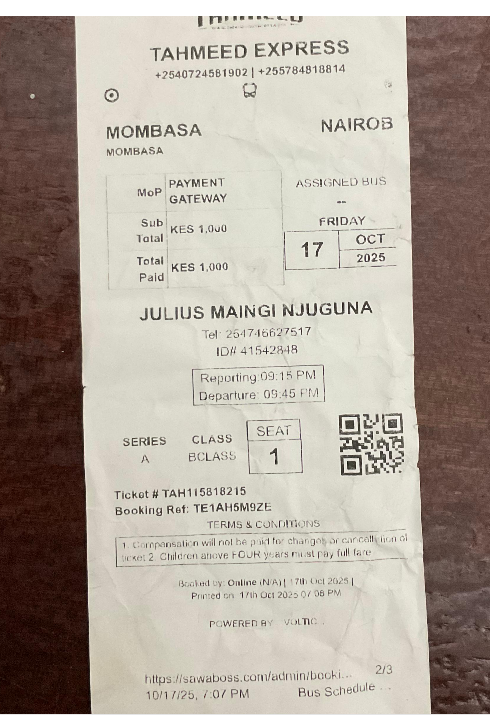 TAHMEED
TAHMEED EXPRESS
+2540724581902 | +255784818814
MOMBASA
NAIROB
MOMBASA
MoP
PAYMENT GATEWAY
ASSIGNED BUS
--
Sub Total
KES 1,000
FRIDAY
17
OCT
2025
Total Paid
KES 1,000
JULIUS MAINGI NJUGUNA
Tel: 254746627517
ID# 41542848
Reporting:09:15 PM
Departure: 09:45 PM
SERIES
A
CLASS
BCLASS
SEAT
1
Ticket # TAH115818215
Booking Ref: TE1AH5M9ZE
TERMS & CONDITIONS
1. Compensation will not be paid for changes or cancellation of
ticket 2. Children above FOUR years must pay full fare
Booked by: Online (N/A) | 17th Oct 2025 |
Printed on: 17th Oct 2025 07:06 PM
POWERED BY: VOLTIC
https://sawaboss.com/admin/booki...
2/3
10/17/25, 7:07 PM
Bus Schedule ...